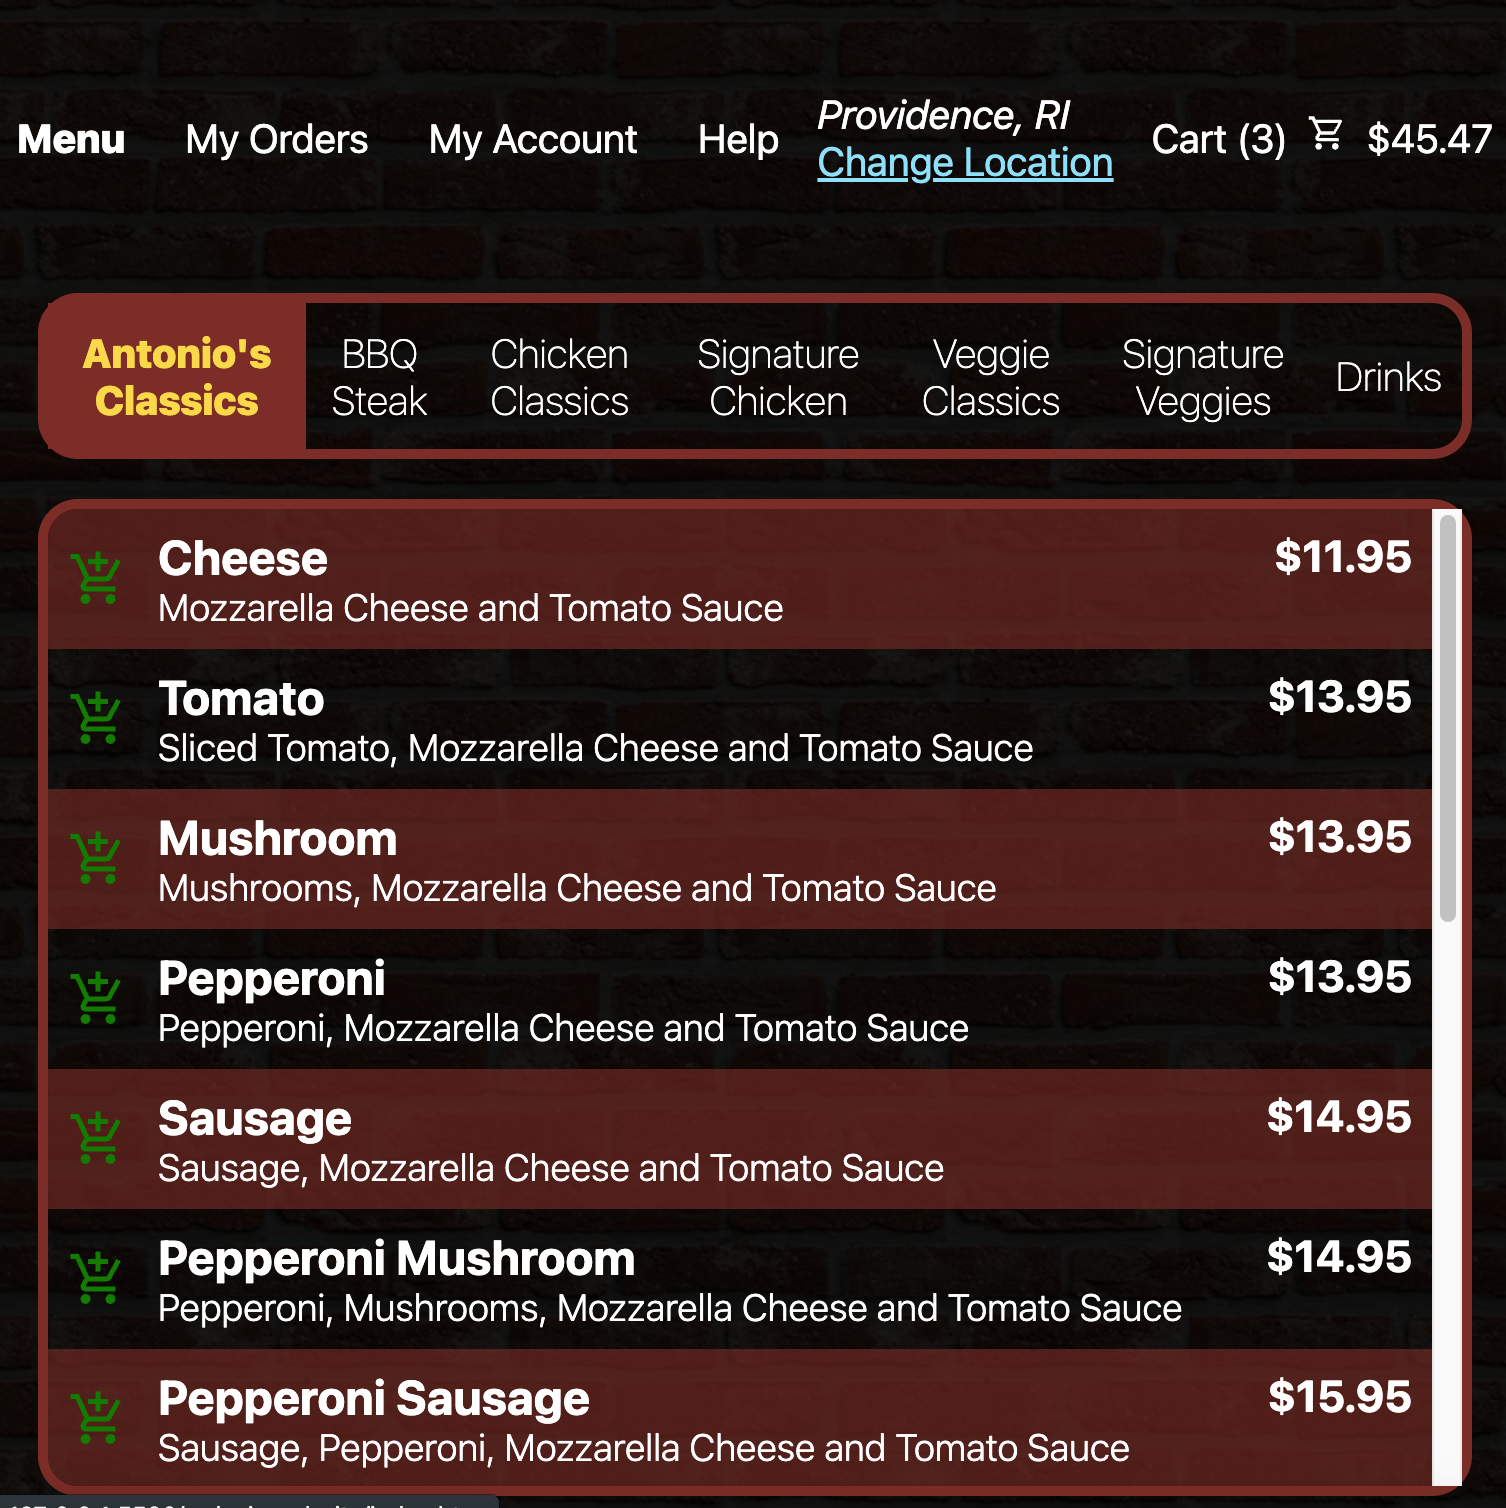 Menu
My Orders
My Account
Help
Providence, RI
Change Location
Cart (3) $45.47
Antonio's
Classics
BBQ
Steak
Chicken
Classics
Signature
Chicken
Veggie
Classics
Signature
Veggies
Drinks
Cheese $11.95
Mozzarella Cheese and Tomato Sauce
Tomato $13.95
Sliced Tomato, Mozzarella Cheese and Tomato Sauce
Mushroom $13.95
Mushrooms, Mozzarella Cheese and Tomato Sauce
Pepperoni $13.95
Pepperoni, Mozzarella Cheese and Tomato Sauce
Sausage $14.95
Sausage, Mozzarella Cheese and Tomato Sauce
Pepperoni Mushroom $14.95
Pepperoni, Mushrooms, Mozzarella Cheese and Tomato Sauce
Pepperoni Sausage $15.95
Sausage, Pepperoni, Mozzarella Cheese and Tomato Sauce